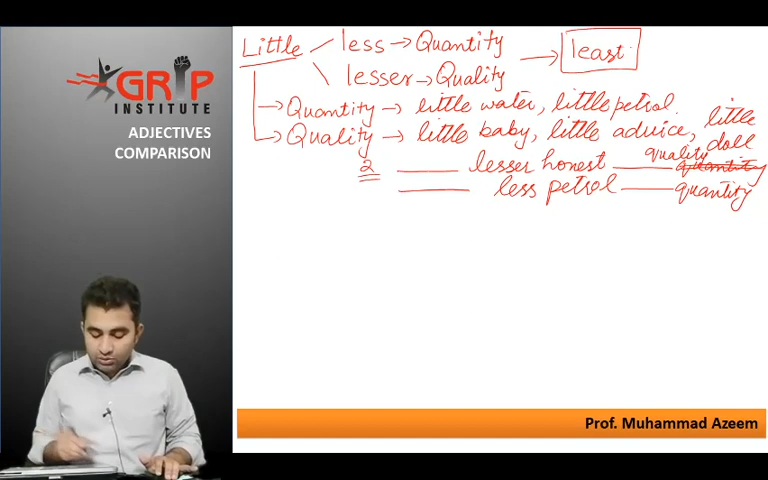 GRIP
INSTITUTE
ADJECTIVES
COMPARISON
Little less → Quantity → least
lesser → Quality
→ Quantity → little water, little petrol
→ Quality → little baby, little advice, little doll
2 lesser honest quality quantity
less petrol quantity
Prof. Muhammad Azeem